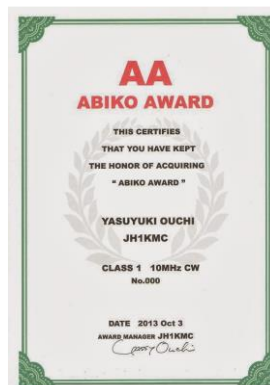 AA
ABIKO AWARD
THIS CERTIFIES
THAT YOU HAVE KEPT
THE HONOR OF ACQUIRING
“ ABIKO AWARD ”
YASUYUKI OUCHI
JH1KMC
CLASS 1 10MHz CW
No.000
DATE 2013 Oct 3
AWARD MANAGER JH1KMC
Ouchi